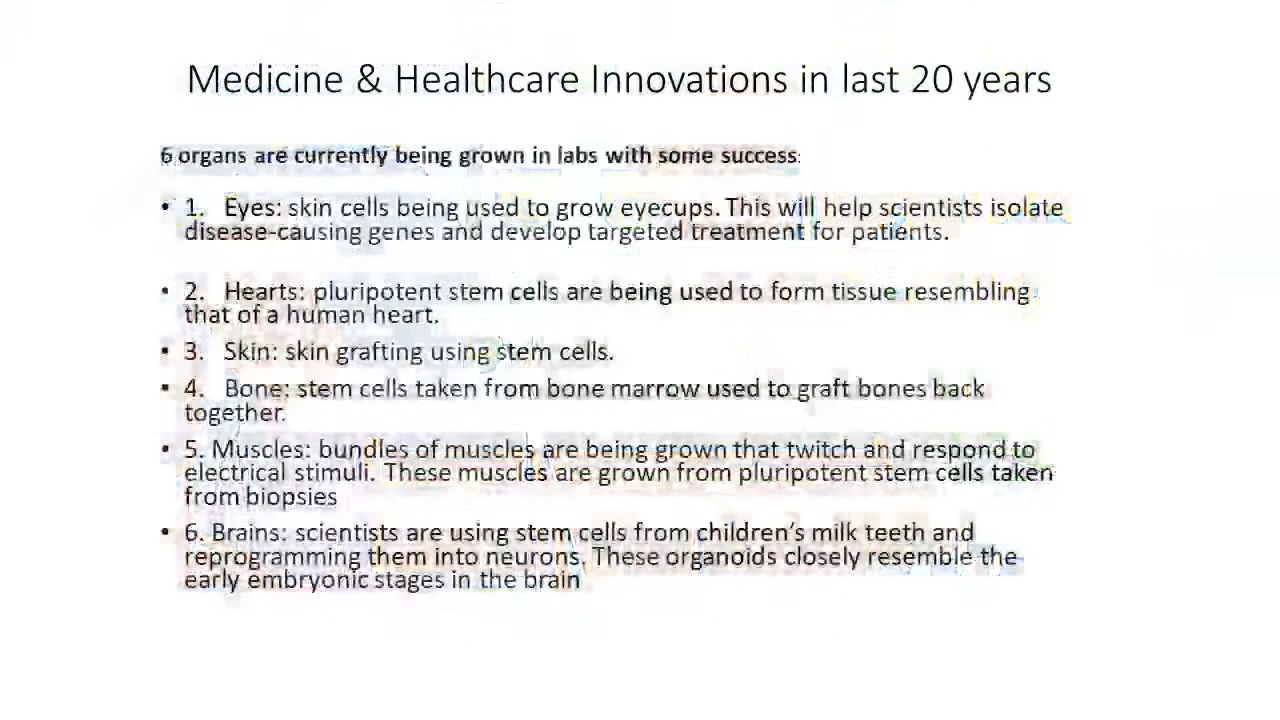 Medicine & Healthcare Innovations in last 20 years
6 organs are currently being grown in labs with some success:
• 1. Eyes: skin cells being used to grow eyecups. This will help scientists isolate
disease-causing genes and develop targeted treatment for patients.
• 2. Hearts: pluripotent stem cells are being used to form tissue resembling
that of a human heart.
• 3. Skin: skin grafting using stem cells.
• 4. Bone: stem cells taken from bone marrow used to graft bones back
together.
• 5. Muscles: bundles of muscles are being grown that twitch and respond to
electrical stimuli. These muscles are grown from pluripotent stem cells taken
from biopsies
• 6. Brains: scientists are using stem cells from children's milk teeth and
reprogramming them into neurons. These organoids closely resemble the
early embryonic stages in the brain